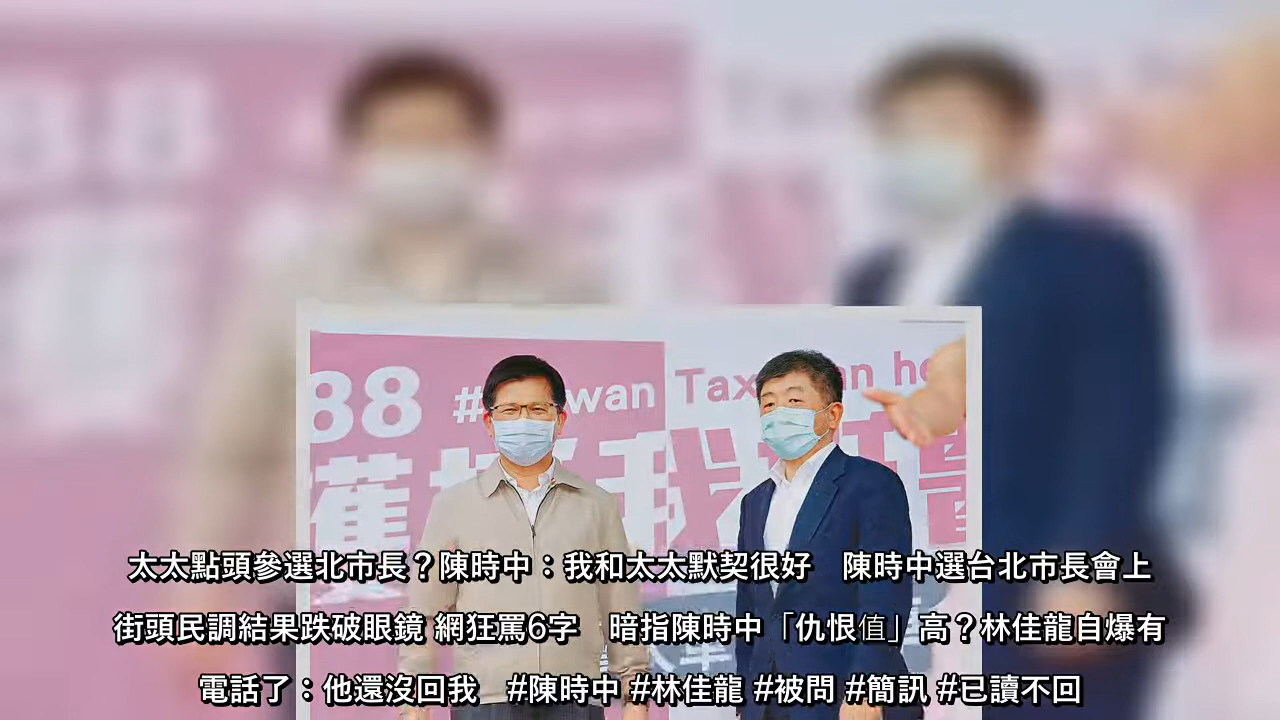 88 #
wan Tax
an
我
太太點頭參選北市長？陳時中：我和太太默契很好　陳時中選台北市長會上
街頭民調結果跌破眼鏡 網狂罵6字　暗指陳時中「仇恨值」高？林佳龍自爆有
電話了：他還沒回我　#陳時中 #林佳龍 #被問 #簡訊 #已讀不回